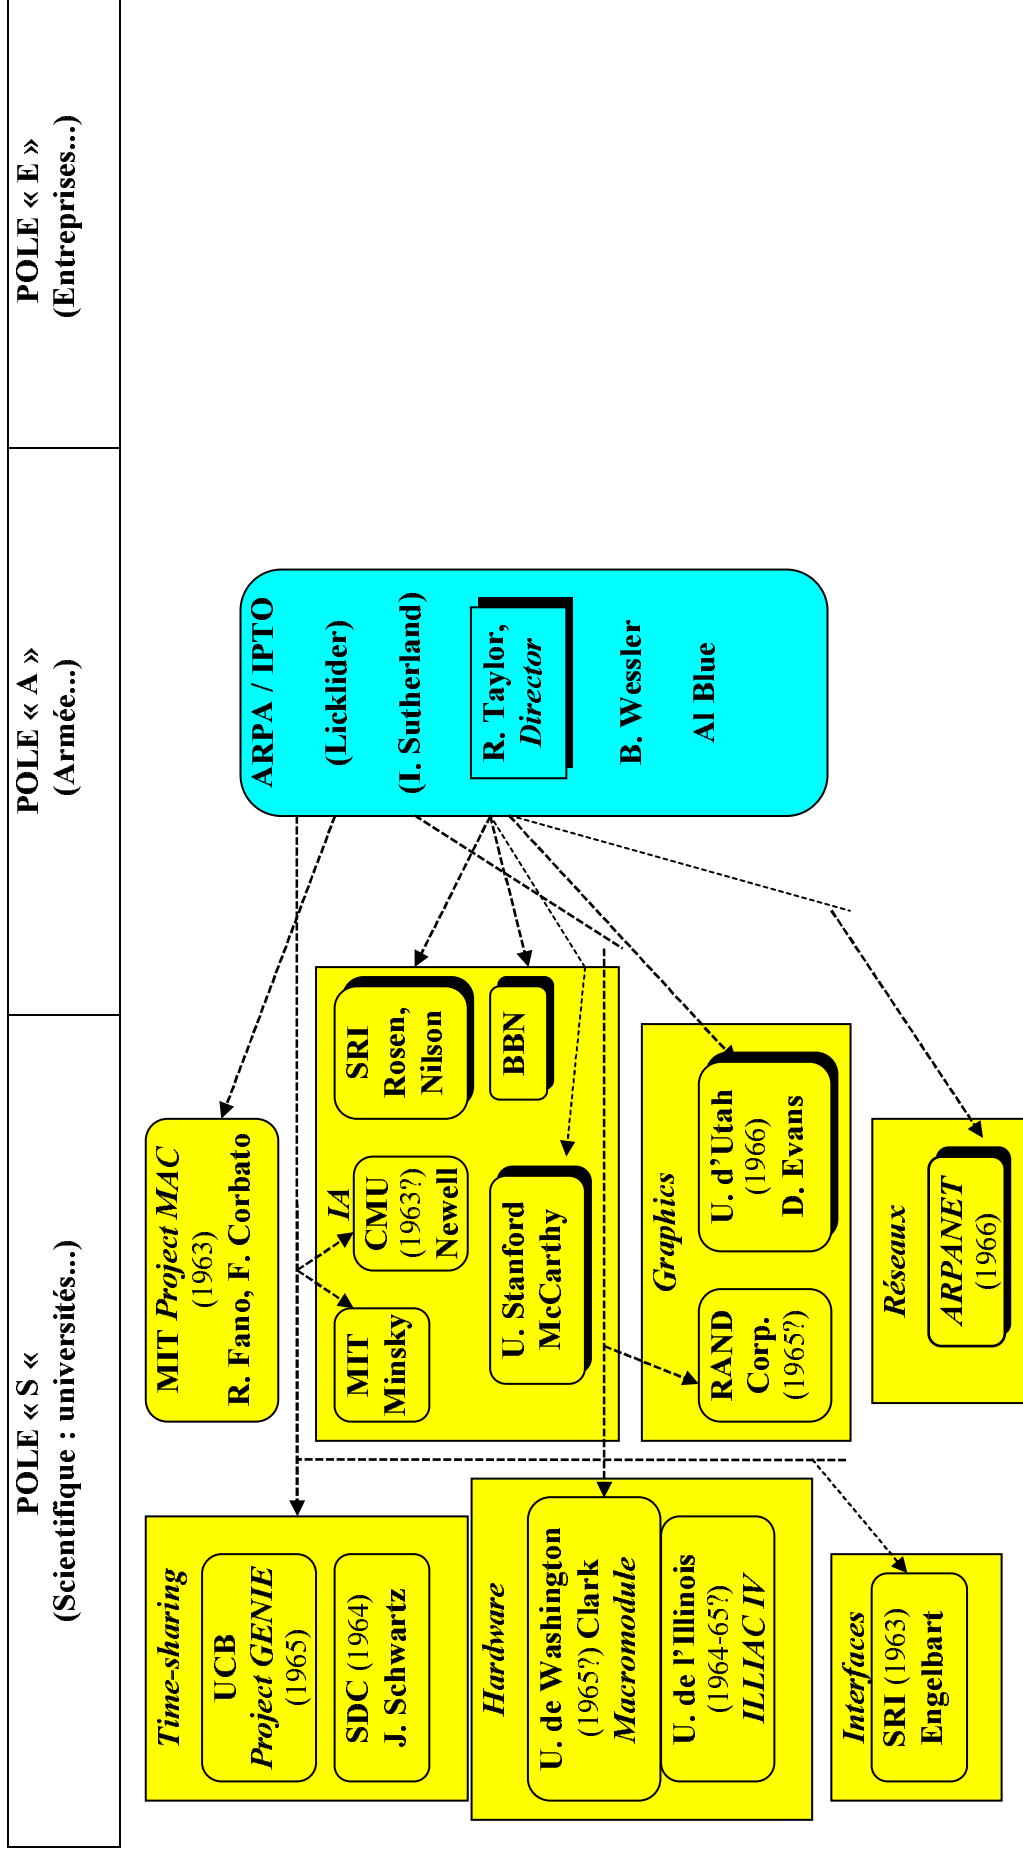 POLE « S «
(Scientifique : universités...)
POLE « A »
(Armée...)
POLE « E »
(Entreprises...)
Time-sharing
UCB
Project GENIE
(1965)
SDC (1964)
J. Schwartz
Hardware
U. de Washington
(1965?) Clark
Macromodule
U. de l'Illinois
(1964-65?)
ILLIAC IV
Interfaces
SRI (1963)
Engelbart
MIT Project MAC
(1963)
R. Fano, F. Corbato
IA
MIT
Minsky
CMU
(1963?)
Newell
SRI
Rosen,
Nilson
U. Stanford
McCarthy
BBN
Graphics
RAND
Corp.
(1965?)
U. d'Utah
(1966)
D. Evans
Réseaux
ARPANET
(1966)
ARPA / IPTO
(Licklider)
(I. Sutherland)
R. Taylor,
Director
B. Wessler
Al Blue